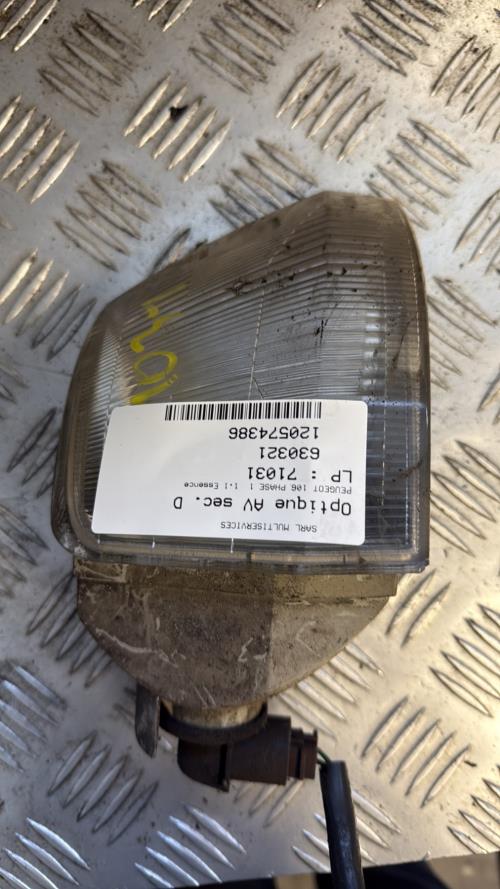 SARL MULTISERVICES
Optique AV sec. D
PEUGEOT 106 PHASE 1 1.1 Essence
LP : 71031
630321
120574386